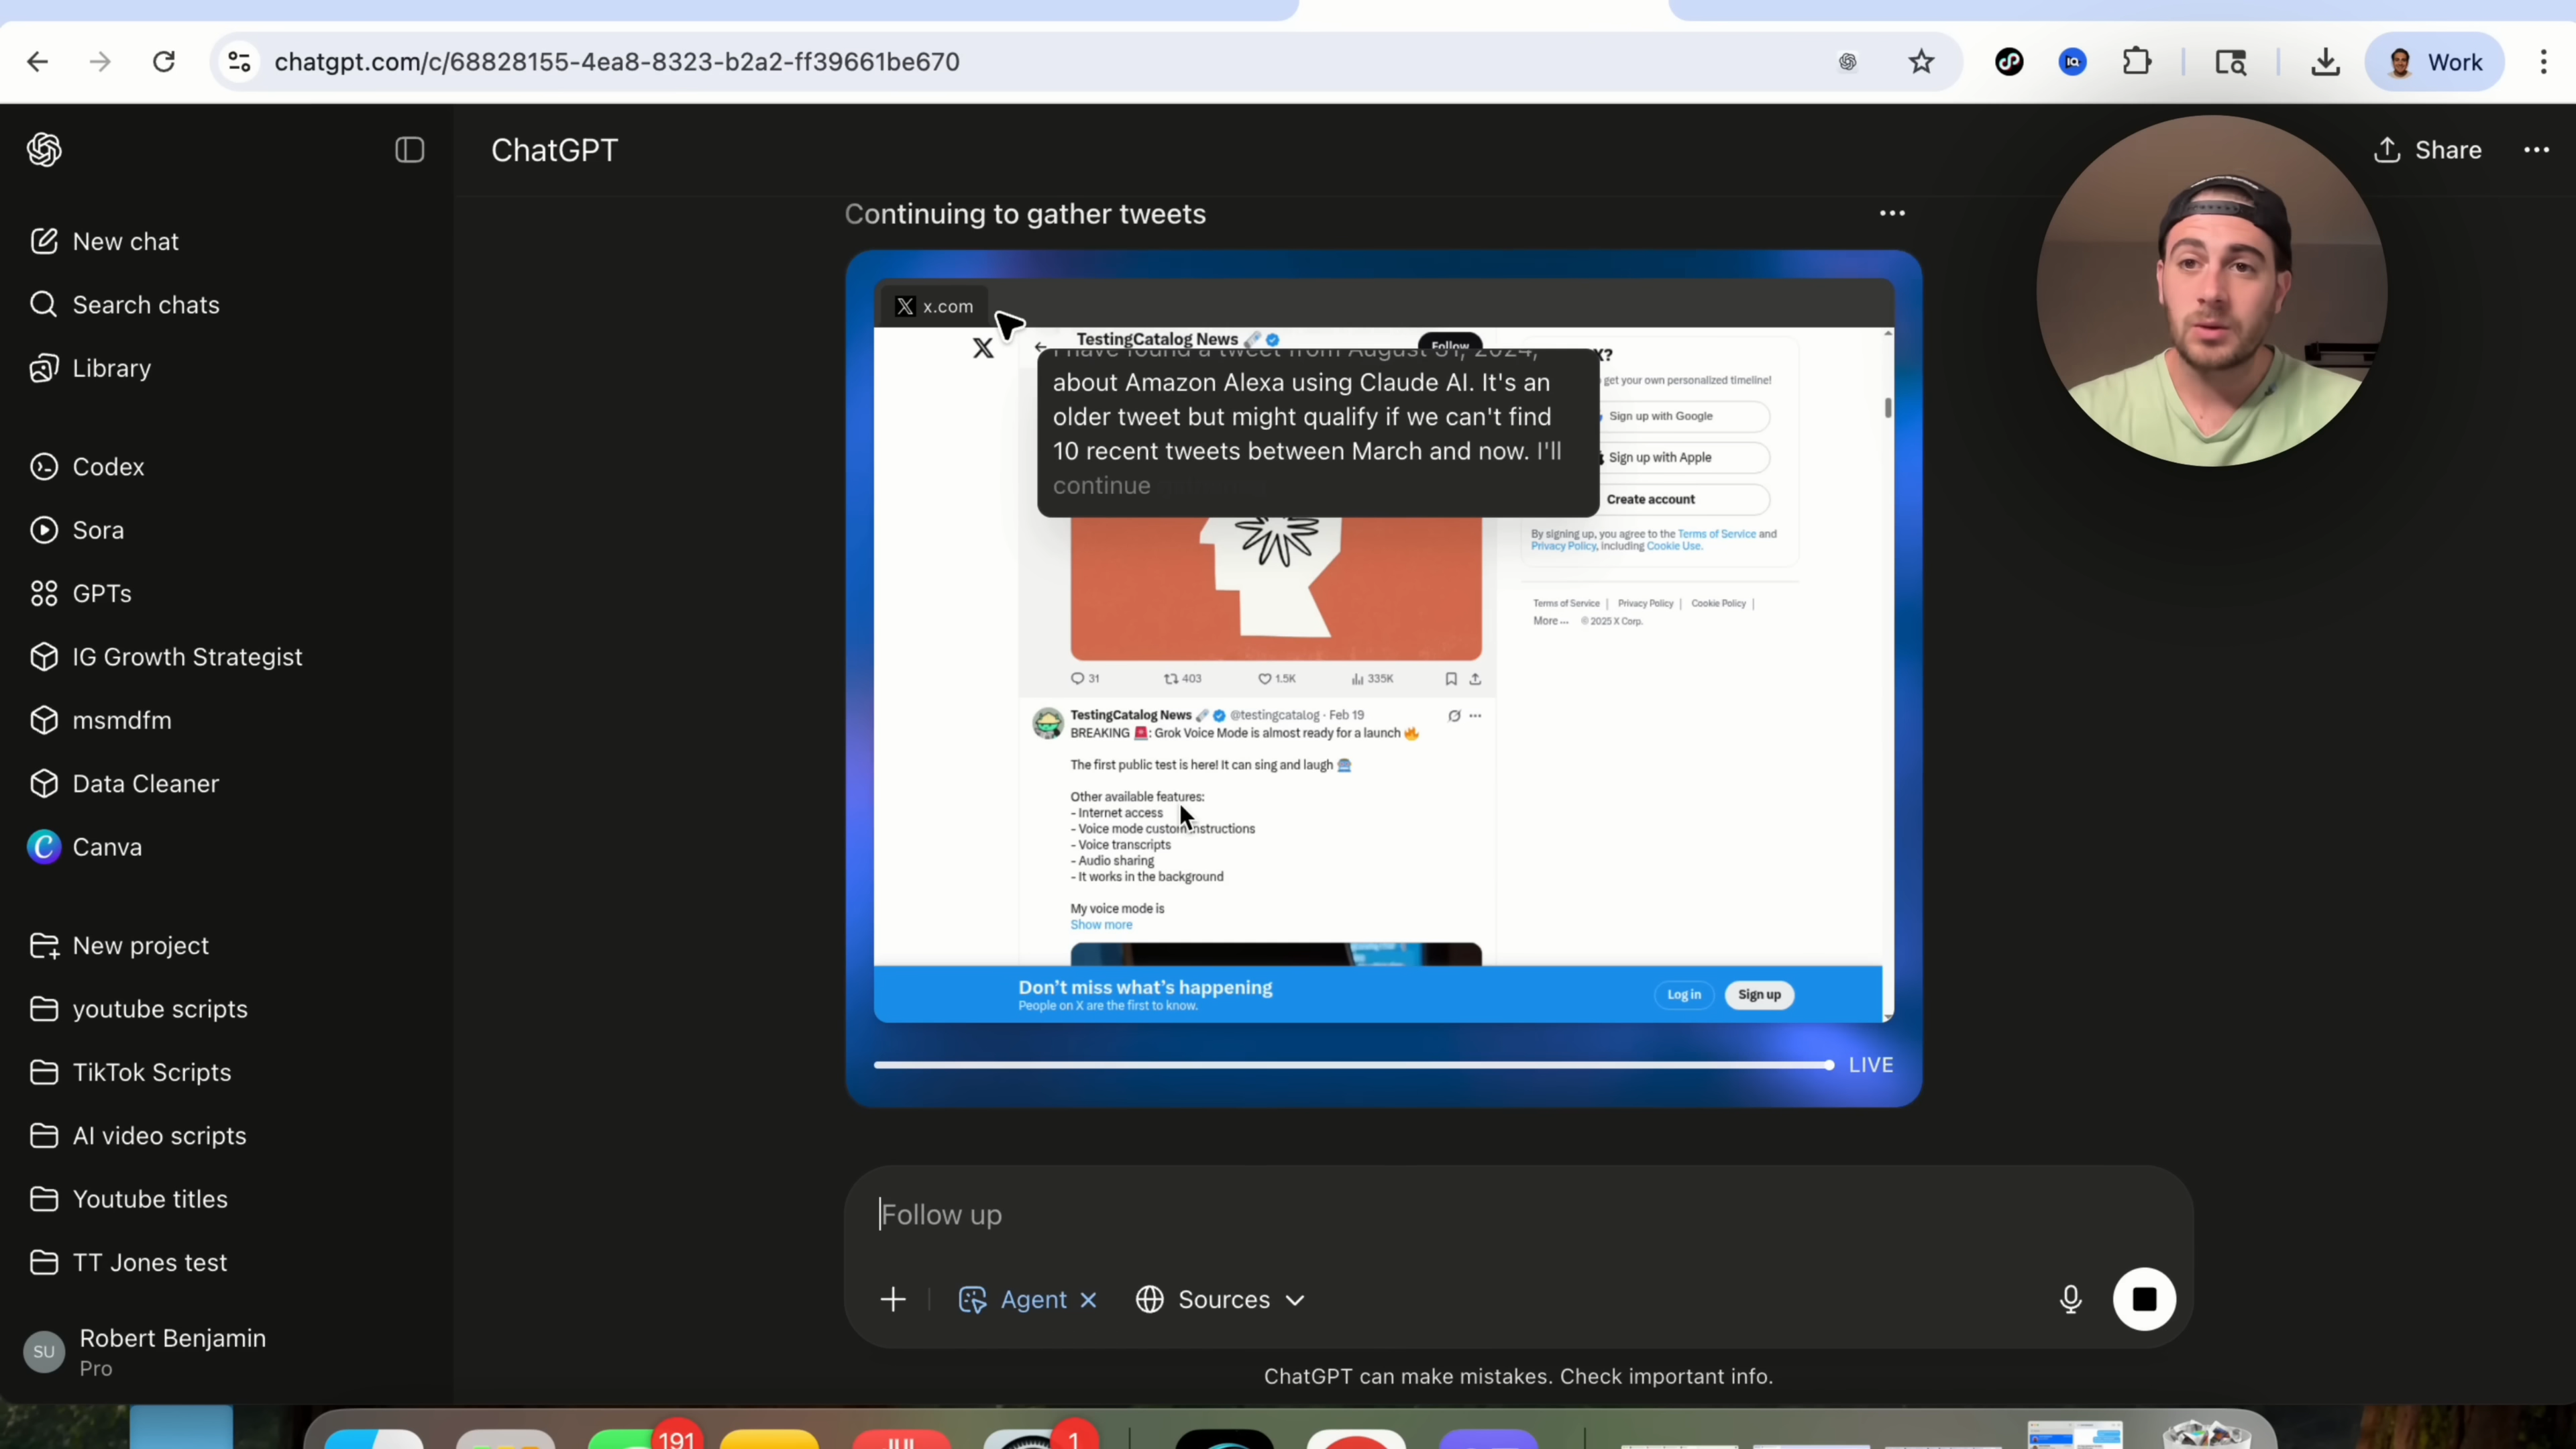 chatgpt.com/c/68828155-4ea8-8323-b2a2-ff39661be670
Work
ChatGPT
Share
New chat
Search chats
Library
Codex
Sora
GPTs
IG Growth Strategist
msmdfm
Data Cleaner
Canva
New project
youtube scripts
TikTok Scripts
AI video scripts
Youtube titles
TT Jones test
SU
Robert Benjamin
Pro
Continuing to gather tweets
x.com
TestingCatalog News
Follow
I have found a tweet from August 31, 2024,
about Amazon Alexa using Claude AI. It's an
older tweet but might qualify if we can't find
10 recent tweets between March and now. I'll
continue
X?
get your own personalized timeline!
Sign up with Google
Sign up with Apple
Create account
By signing up, you agree to the Terms of Service and
Privacy Policy, including Cookie Use.
Terms of Service | Privacy Policy | Cookie Policy |
More ... © 2025 X Corp.
31 403 1.5K 335K
TestingCatalog News @testingcatalog · Feb 19
BREAKING 🚨: Grok Voice Mode is almost ready for a launch 🔥
The first public test is here! It can sing and laugh
Other available features:
- Internet access
- Voice mode custom instructions
- Voice transcripts
- Audio sharing
- It works in the background
My voice mode is
Show more
Don't miss what's happening
People on X are the first to know.
Log in
Sign up
LIVE
Follow up
Agent
Sources
ChatGPT can make mistakes. Check important info.
191
1